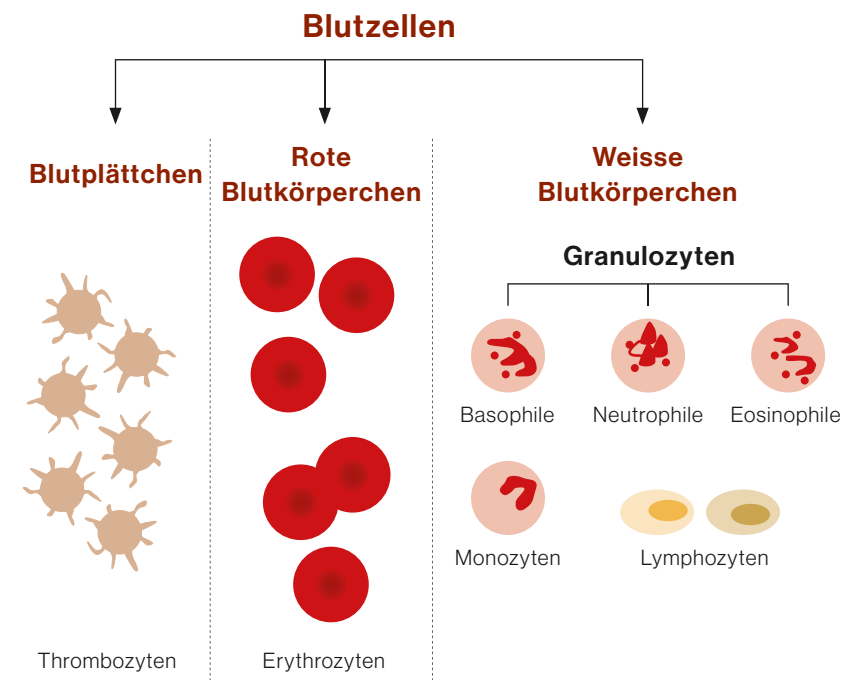 Blutzellen
Blutplättchen
Rote
Blutkörperchen
Weisse
Blutkörperchen
Granulozyten
Basophile
Neutrophile
Eosinophile
Monozyten
Lymphozyten
Thrombozyten
Erythrozyten